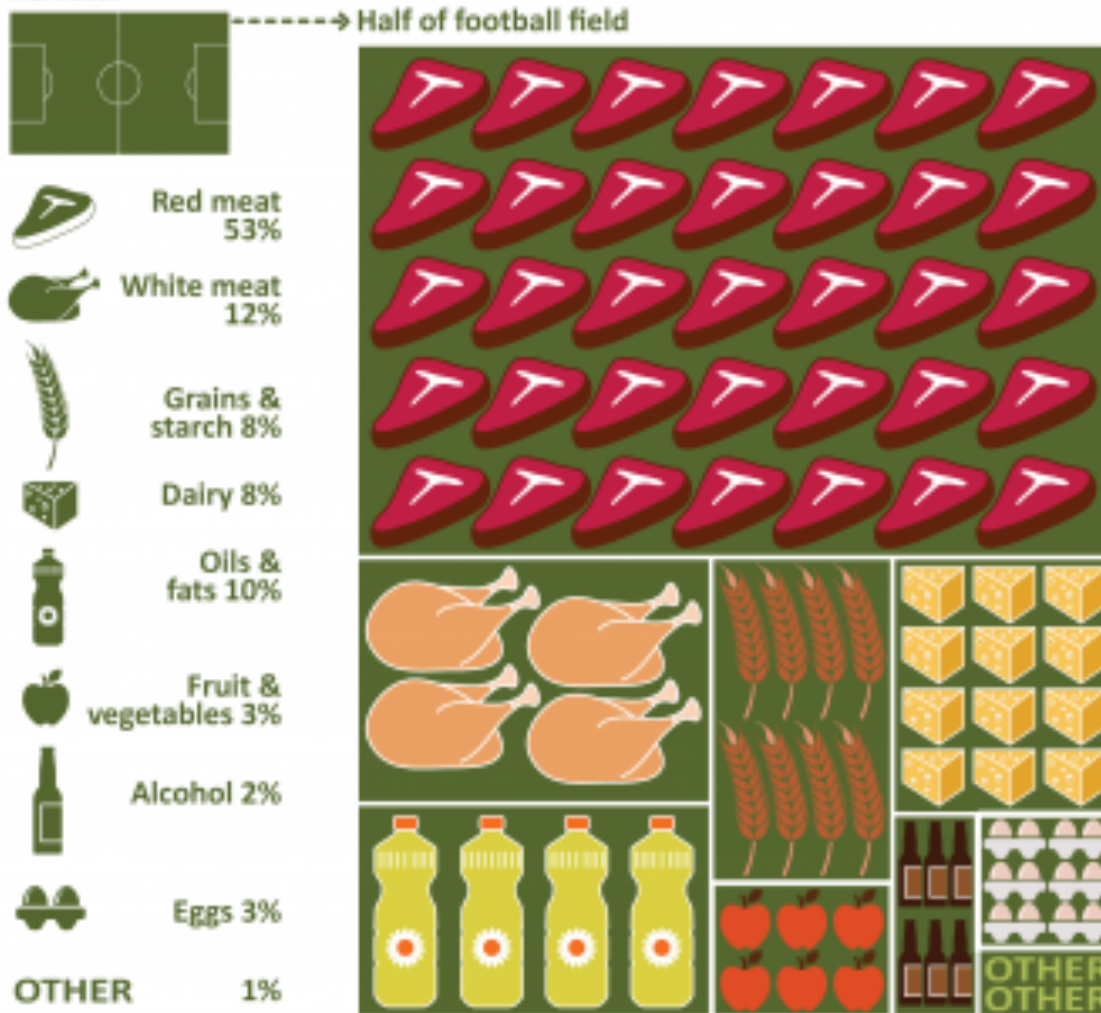 Half of football field
Red meat
53%
White meat
12%
Grains &
starch 8%
Dairy 8%
Oils &
fats 10%
Fruit &
vegetables 3%
Alcohol 2%
Eggs 3%
OTHER 1%
OTHER
OTHER